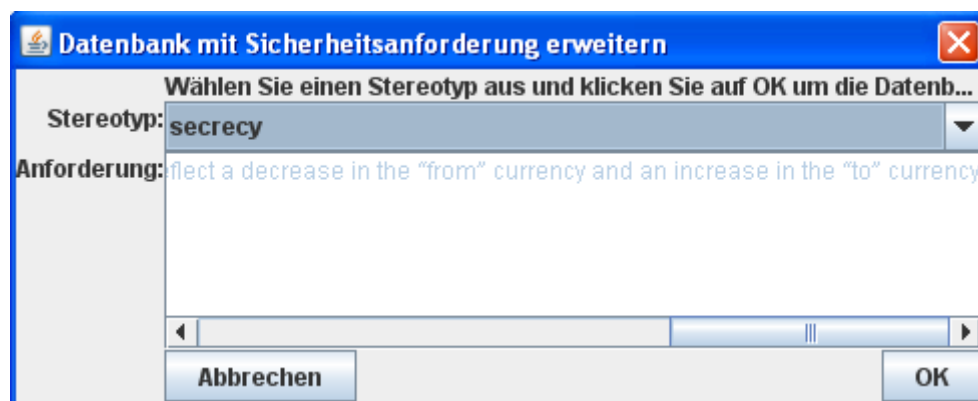 Datenbank mit Sicherheitsanforderung erweitern
Wählen Sie einen Stereotyp aus und klicken Sie auf OK um die Datenb...
Stereotyp: secrecy
Anforderung: flect a decrease in the “from” currency and an increase in the “to” currency
Abbrechen OK